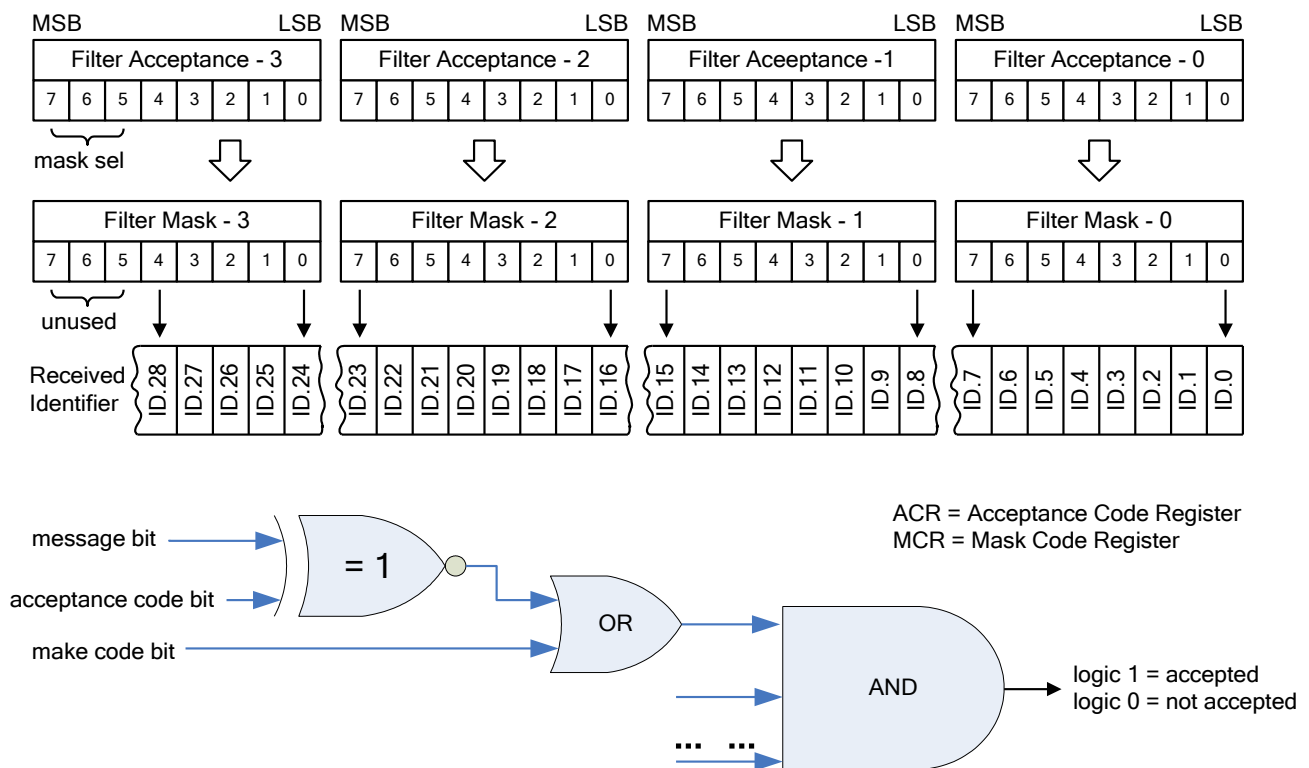 MSB LSB MSB LSB MSB LSB MSB LSB
Filter Acceptance - 3 Filter Acceptance - 2 Filter Aceeptance -1 Filter Acceptance - 0
7 6 5 4 3 2 1 0 7 6 5 4 3 2 1 0 7 6 5 4 3 2 1 0 7 6 5 4 3 2 1 0
mask sel
Filter Mask - 3 Filter Mask - 2 Filter Mask - 1 Filter Mask - 0
7 6 5 4 3 2 1 0 7 6 5 4 3 2 1 0 7 6 5 4 3 2 1 0 7 6 5 4 3 2 1 0
unused
Received
Identifier
ID.28 ID.27 ID.26 ID.25 ID.24 ID.23 ID.22 ID.21 ID.20 ID.19 ID.18 ID.17 ID.16 ID.15 ID.14 ID.13 ID.12 ID.11 ID.10 ID.9 ID.8 ID.7 ID.6 ID.5 ID.4 ID.3 ID.2 ID.1 ID.0
ACR = Acceptance Code Register
MCR = Mask Code Register
message bit
= 1
acceptance code bit
OR
make code bit
AND
logic 1 = accepted
logic 0 = not accepted
... ...